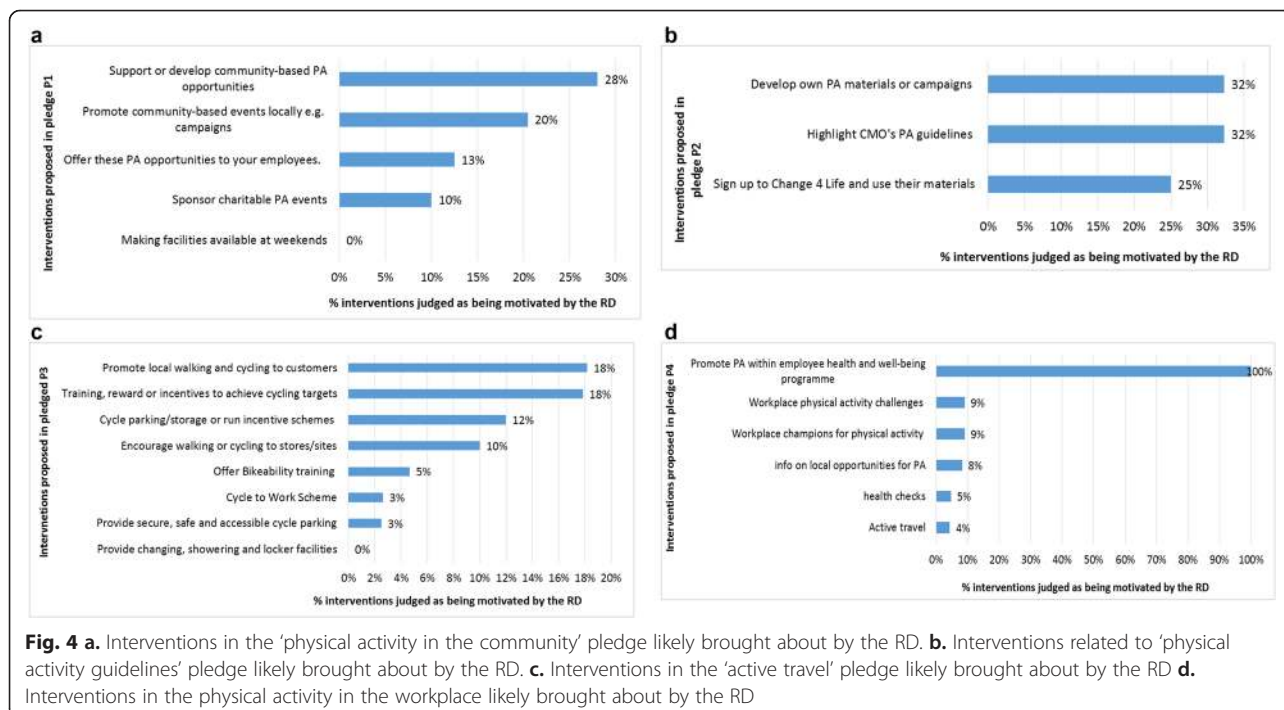 a
Interventions proposed in pledge P1
Support or develop community-based PA
opportunities
28%
Promote community-based events locally e.g.
campaigns
20%
Offer these PA opportunities to your employees.
13%
Sponsor charitable PA events
10%
Making facilities available at weekends
0%
0% 5% 10% 15% 20% 25% 30%
% interventions judged as being motivated by the RD
b
Interventions proposed in
pledge P2
Develop own PA materials or campaigns
32%
Highlight CMO's PA guidelines
32%
Sign up to Change 4 Life and use their materials
25%
0% 5% 10% 15% 20% 25% 30% 35%
% interventions judged as being motivated by the RD
c
Intervnetions proposed in pledged P3
Promote local walking and cycling to customers
18%
Training, reward or incentives to achieve cycling targets
18%
Cycle parking/storage or run incentive schemes
12%
Encourage walking or cycling to stores/sites
10%
Offer Bikeability training
5%
Cycle to Work Scheme
3%
Provide secure, safe and accessible cycle parking
3%
Provide changing, showering and locker facilities
0%
0% 2% 4% 6% 8% 10% 12% 14% 16% 18% 20%
% interventions judged as being motivated by the RD
d
Interventions proposed in pledge P4
Promote PA within employee health and well-being
programme
100%
Workplace physical activity challenges
9%
Workplace champions for physical activity
9%
info on local opportunities for PA
8%
health checks
5%
Active travel
4%
0% 10% 20% 30% 40% 50% 60% 70% 80% 90% 100%
% interventions judged as being motivated by the RD
Fig. 4 a. Interventions in the ‘physical activity in the community’ pledge likely brought about by the RD. b. Interventions related to ‘physical
activity guidelines’ pledge likely brought about by the RD. c. Interventions in the ‘active travel’ pledge likely brought about by the RD d.
Interventions in the physical activity in the workplace likely brought about by the RD